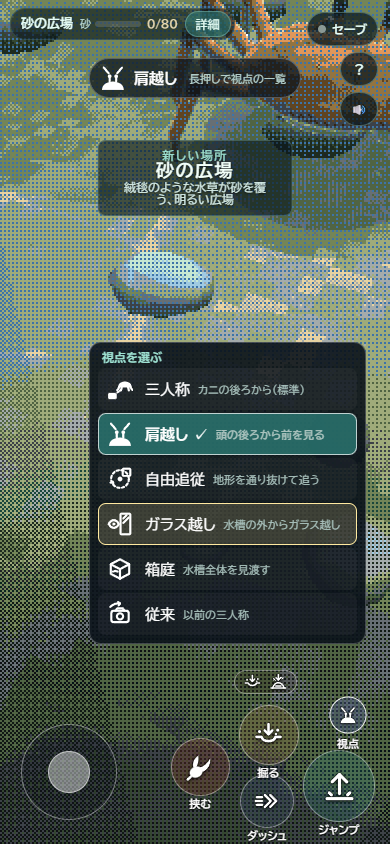 砂の広場 砂 0/80 詳細
セーブ
?
肩越し 長押しで視点の一覧
新しい場所
砂の広場
絨毯のような水草が砂を覆
う、明るい広場
視点を選ぶ
三人称 カニの後ろから(標準)
肩越し ✓ 頭の後ろから前を見る
自由追従 地形を通り抜けて追う
ガラス越し 水槽の外からガラス越し
箱庭 水槽全体を見渡す
従来 以前の三人称
視点
掘る
挟む
ジャンプ
ダッシュ